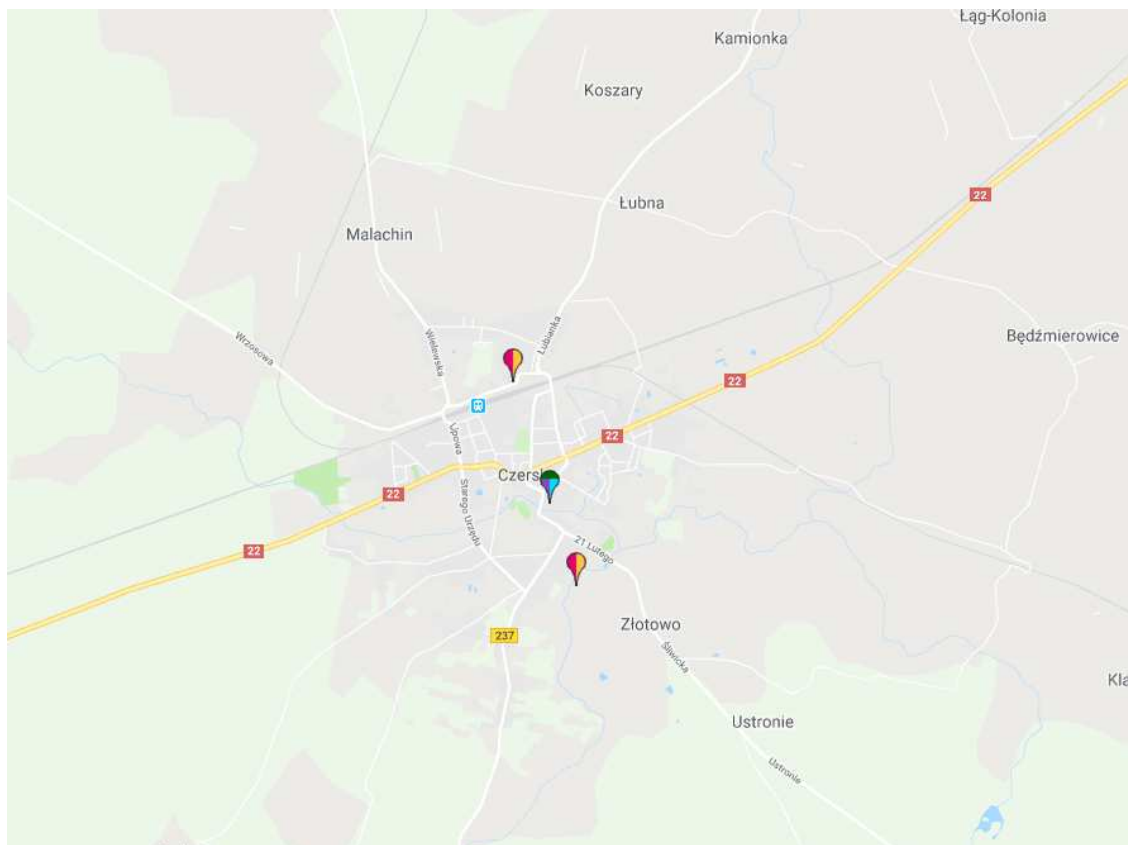 Łąg-Kolonia
Kamionka
Koszary
22
Łubna
Malachin
Łubianka
Wielewska
Będźmierowice
Wrzosowa
22
22
Lipowa
Czersk
22
Starego Urzędu
22
21 Lutego
Złotowo
237
Śliwicka
Kla
Ustronie
Ustronie